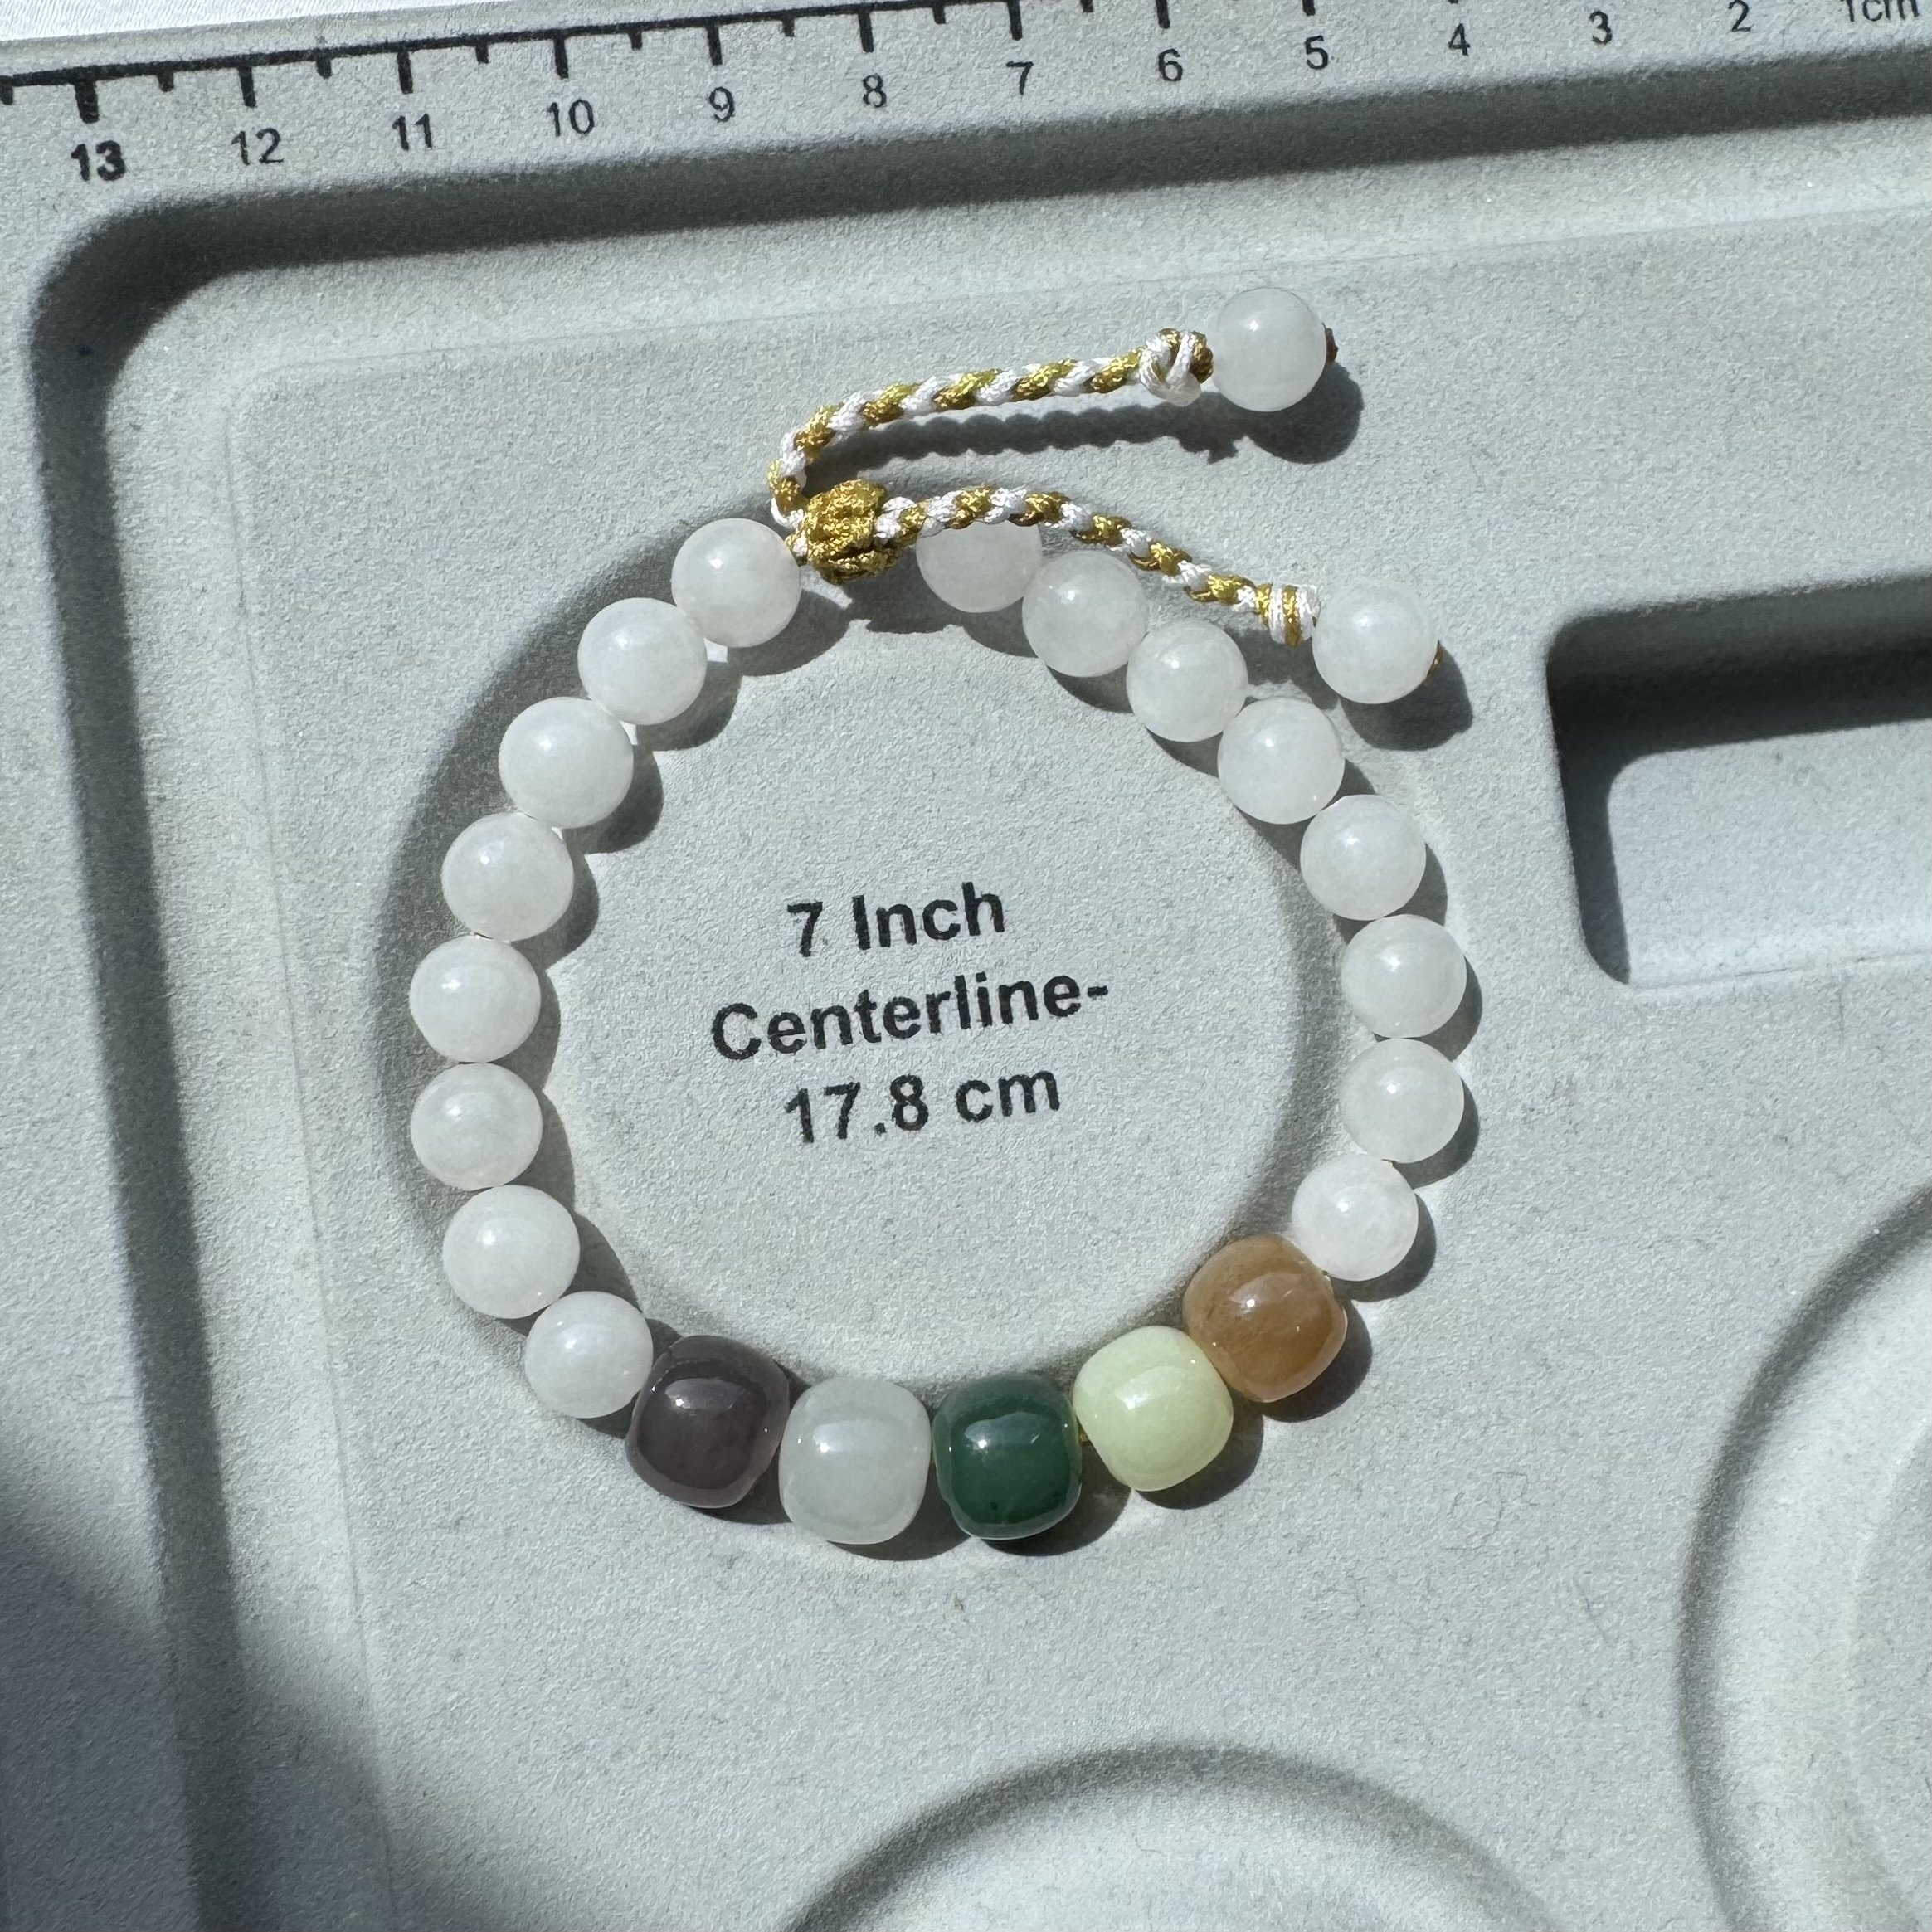 13 12 11 10 9 8 7 6 5 4 3 2 1cm
7 Inch
Centerline-
17.8 cm